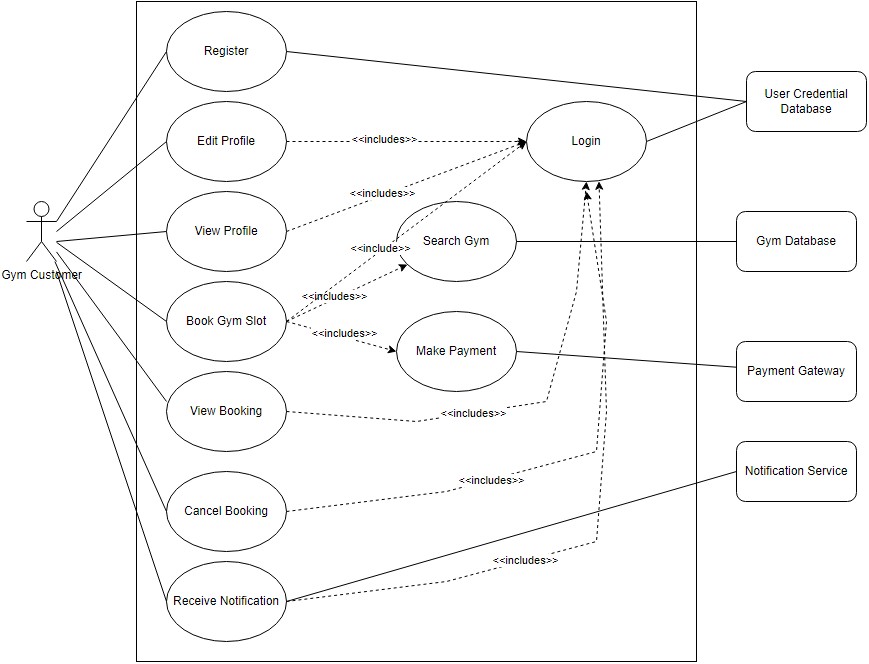 Register
User Credential
Database
Edit Profile
<<includes>>
Login
<<includes>>
View Profile
Search Gym
Gym Database
<<include>>
Gym Customer
<<includes>>
Book Gym Slot
<<includes>>
Make Payment
Payment Gateway
View Booking
<<includes>>
Notification Service
<<includes>>
Cancel Booking
<<includes>>
Receive Notification